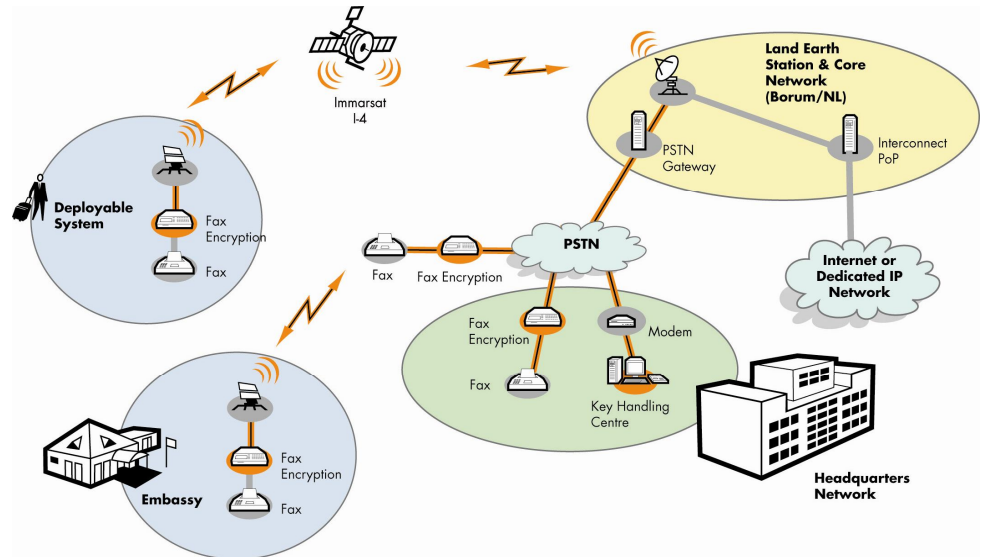 Immarsat
I-4
Land Earth
Station & Core
Network
(Borum/NL)
PSTN
Gateway
Interconnect
PoP
Deployable
System
Fax
Encryption
Fax
Fax
Fax Encryption
PSTN
Internet or
Dedicated IP
Network
Fax
Encryption
Modem
Fax
Key Handling
Centre
Fax
Encryption
Embassy
Fax
Headquarters
Network